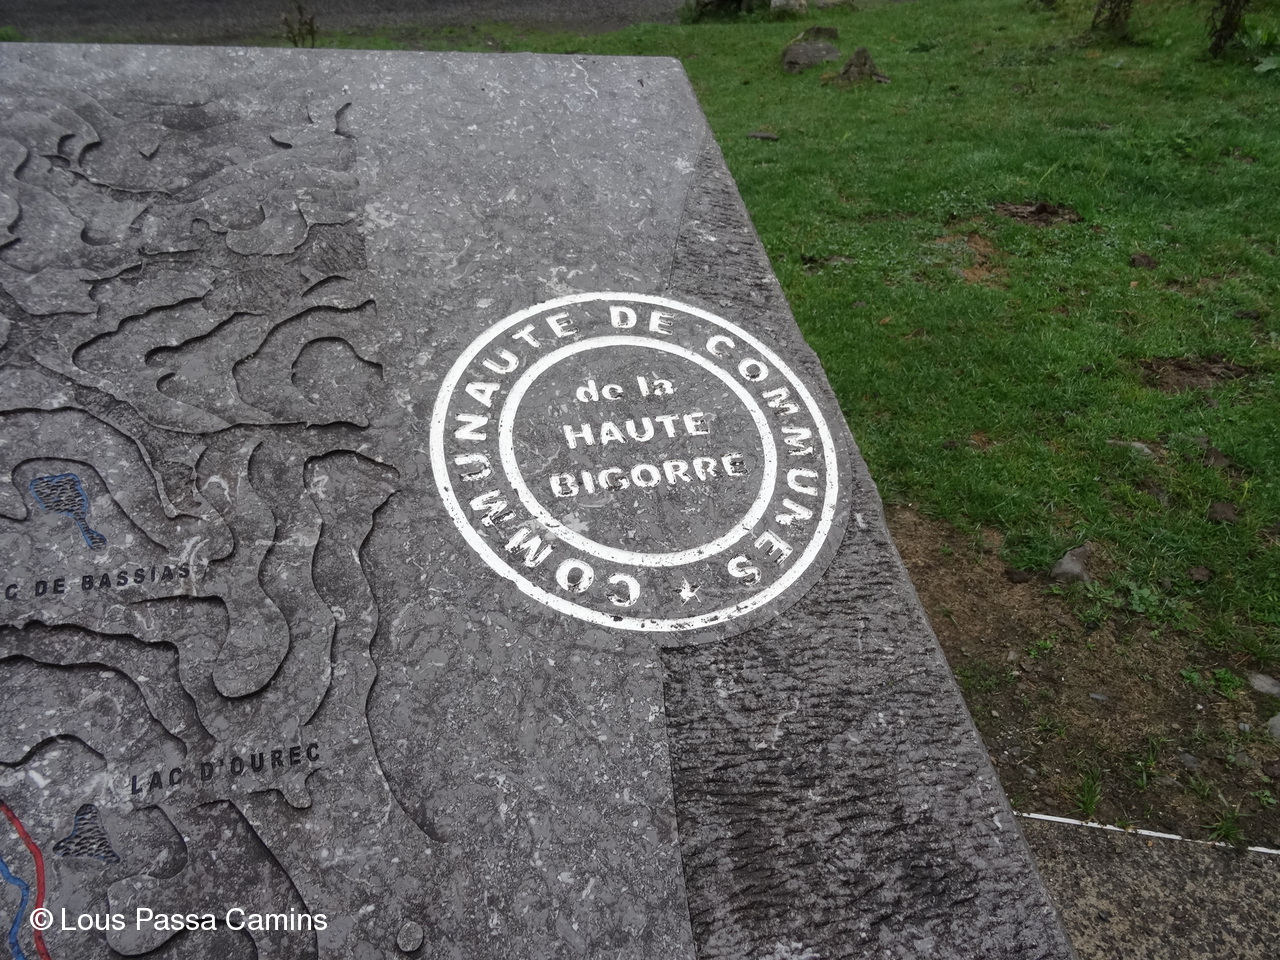 COMMUNAUTE DE COMMUNES
de la
HAUTE
BIGORRE
C DE BASSIAS
LAC D'OUREC
© Lous Passa Camins